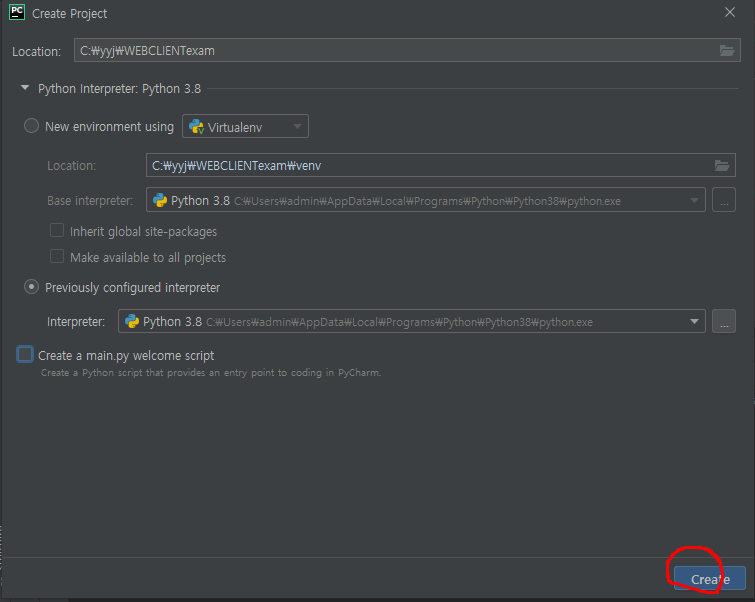 PC Create Project
Location: C:₩yyj₩WEBCLIENTexam
Python Interpreter: Python 3.8
New environment using Virtualenv
Location: C:₩yyj₩WEBCLIENTexam₩venv
Base interpreter: Python 3.8 C:₩Users₩admin₩AppData₩Local₩Programs₩Python₩Python38₩python.exe ...
Inherit global site-packages
Make available to all projects
Previously configured interpreter
Interpreter: Python 3.8 C:₩Users₩admin₩AppData₩Local₩Programs₩Python₩Python38₩python.exe ...
Create a main.py welcome script
Create a Python script that provides an entry point to coding in PyCharm.
Create